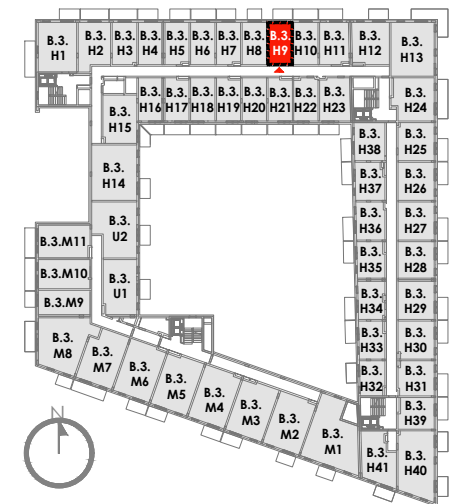 B.3.
H1
B.3.
H2
B.3.
H3
B.3.
H4
B.3.
H5
B.3.
H6
B.3.
H7
B.3.
H8
B.3.
H9
B.3.
H10
B.3.
H11
B.3.
H12
B.3.
H13
B.3.
H15
B.3.
H16
B.3.
H17
B.3.
H18
B.3.
H19
B.3.
H20
B.3.
H21
B.3.
H22
B.3.
H23
B.3.
H24
B.3.
H38
B.3.
H25
B.3.
H14
B.3.
H37
B.3.
H26
B.3.
U2
B.3.
H36
B.3.
H27
B.3.M11
B.3.
H35
B.3.
H28
B.3.M10
B.3.
U1
B.3.
H34
B.3.
H29
B.3.M9
B.3.
H33
B.3.
H30
B.3.
M8
B.3.
M7
B.3.
M6
B.3.
M5
B.3.
M4
B.3.
M3
B.3.
M2
B.3.
M1
B.3.
H32
B.3.
H31
B.3.
H39
B.3.
H41
B.3.
H40
N